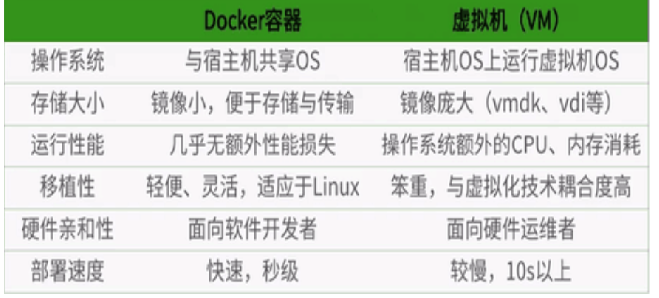 Docker容器 虚拟机（VM）
操作系统 与宿主机共享OS 宿主机OS上运行虚拟机OS
存储大小 镜像小，便于存储与传输 镜像庞大（vmdk、vdi等）
运行性能 几乎无额外性能损失 操作系统额外的CPU、内存消耗
移植性 轻便、灵活，适应于Linux 笨重，与虚拟化技术耦合度高
硬件亲和性 面向软件开发者 面向硬件运维者
部署速度 快速，秒级 较慢，10s以上